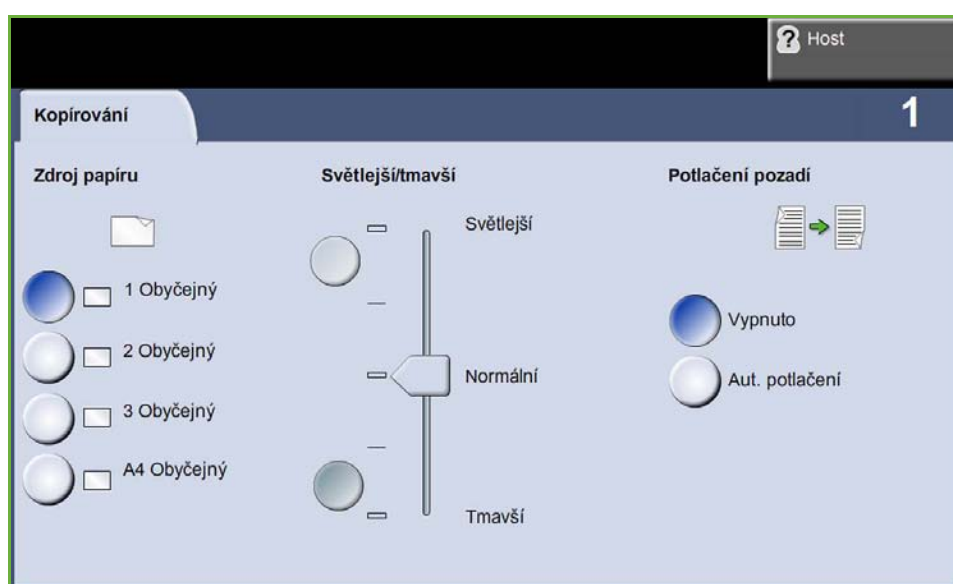 Host
Kopírování
1
Zdroj papíru
1 Obyčejný
2 Obyčejný
3 Obyčejný
A4 Obyčejný
Světlejší/tmavší
Světlejší
Normální
Tmavší
Potlačení pozadí
Vypnuto
Aut. potlačení